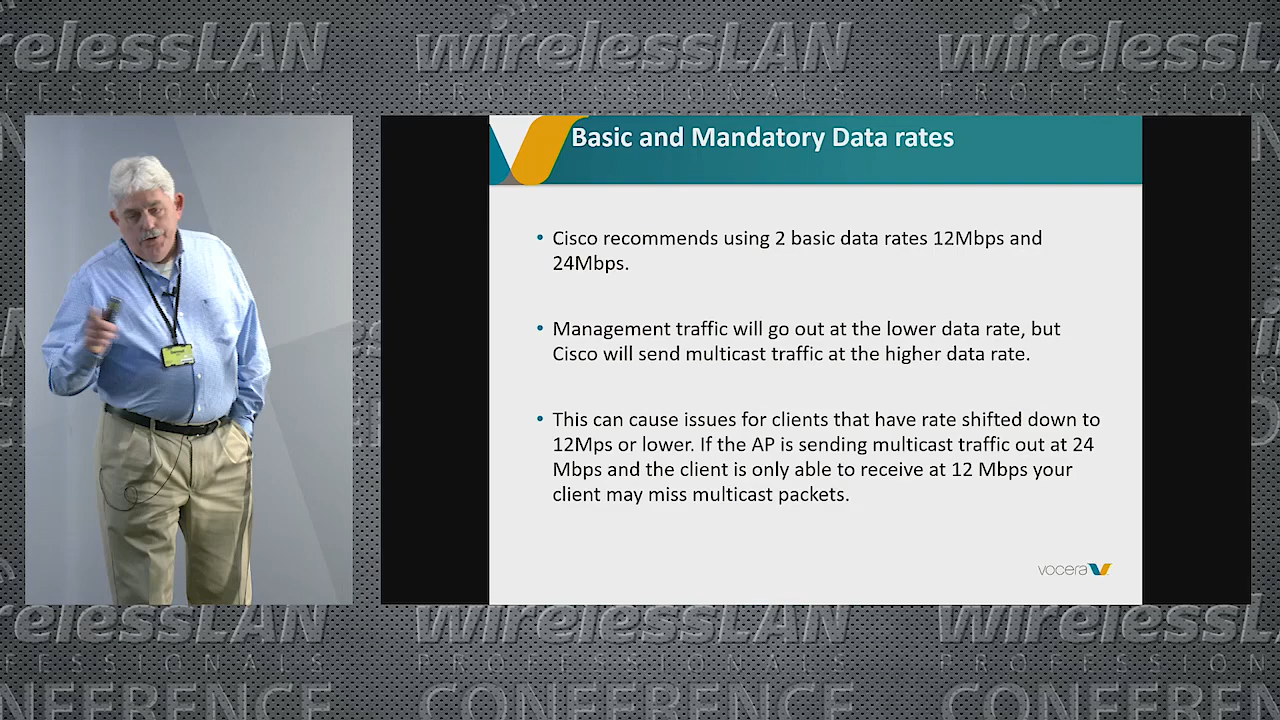 wirelessLAN
PROFESSIONALS
Basic and Mandatory Data rates
• Cisco recommends using 2 basic data rates 12Mbps and
24Mbps.
• Management traffic will go out at the lower data rate, but
Cisco will send multicast traffic at the higher data rate.
• This can cause issues for clients that have rate shifted down to
12Mps or lower. If the AP is sending multicast traffic out at 24
Mbps and the client is only able to receive at 12 Mbps your
client may miss multicast packets.
vocera
wirelessLAN
PROFESSIONALS
CONFERENCE